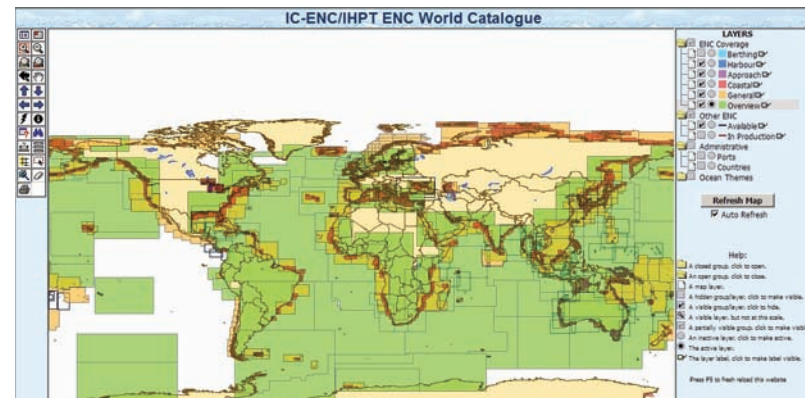 IC-ENC/IHPT ENC World Catalogue
LAYERS
ENC Coverage
Berthing
Harbour
Approach
Coastal
General
Overview
Other ENC
Available
In Production
Administrative
Ports
Countries
Ocean Themes
Refresh Map
Auto Refresh
Help:
A closed group, click to open.
An open group, click to close.
A map layer.
A hidden group/layer, click to make visible.
A visible group/layer, click to hide.
A visible layer, but not at this scale.
A partially visible group, click to make visible.
An inactive layer, click to make active.
The active layer.
The layer label, click to make label visible.
Press F5 to fresh reload this website